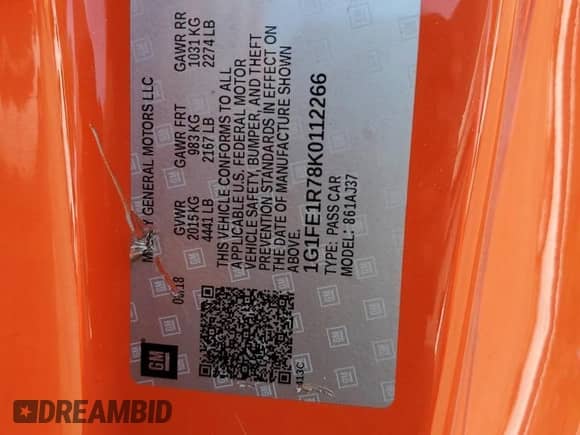 GENERAL MOTORS LLC
GVWR GAWR FRT GAWR RR
2015 KG 983 KG 1031 KG
4441 LB 2167 LB 2274 LB
THIS VEHICLE CONFORMS TO ALL
APPLICABLE U.S. FEDERAL MOTOR
VEHICLE SAFETY, BUMPER, AND THEFT
PREVENTION STANDARDS IN EFFECT ON
THE DATE OF MANUFACTURE SHOWN
ABOVE.
1G1FE1R78K0112266
TYPE: PASS CAR
MODEL: 861AJ37
GM
413C
DREAMBID